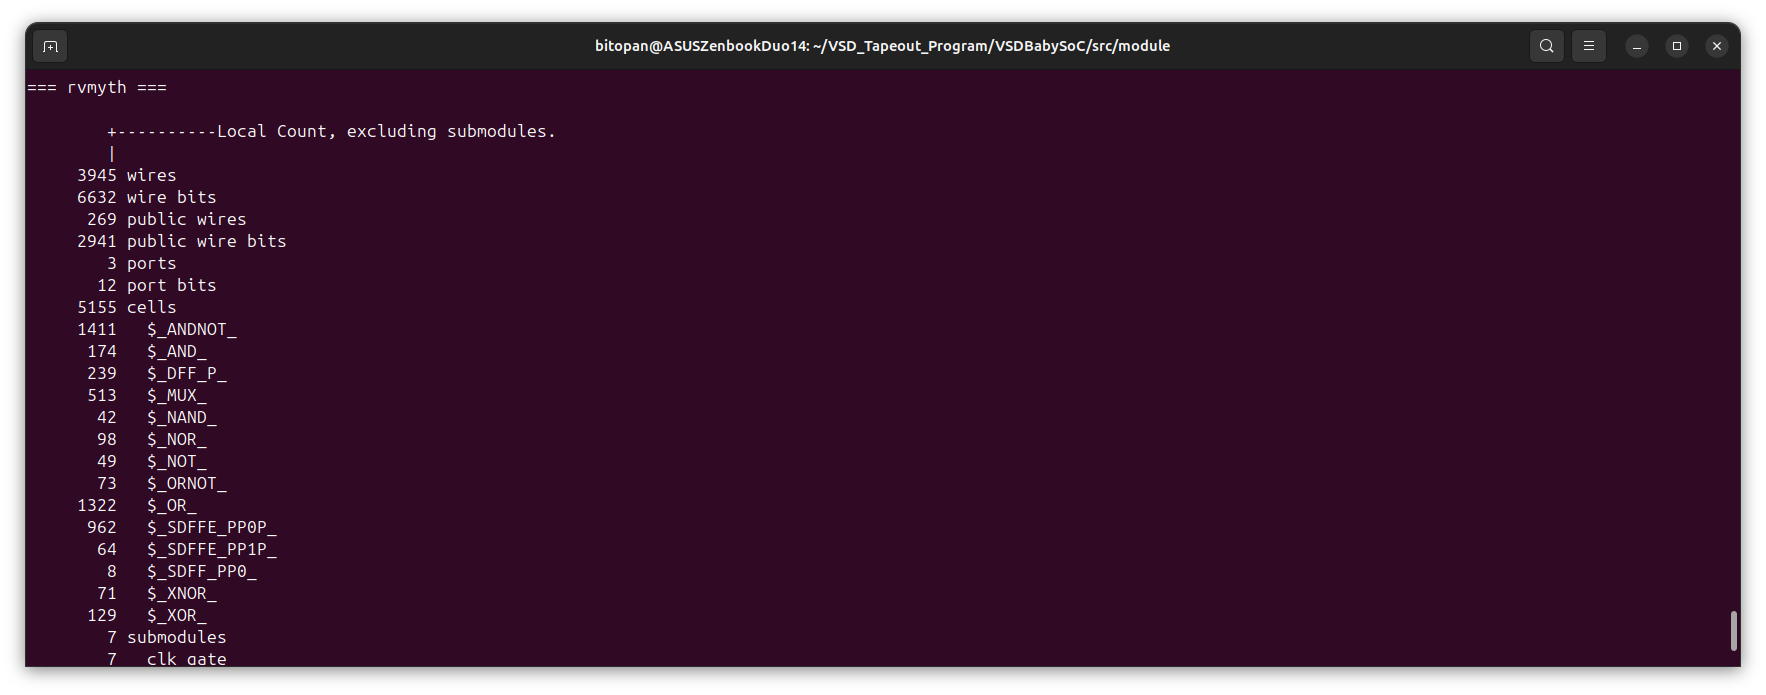 bitopan@ASUSZenbookDuo14: ~/VSD_Tapeout_Program/VSDBabySoC/src/module
=== rvmyth ===
+----------Local Count, excluding submodules.
|
3945 wires
6632 wire bits
269 public wires
2941 public wire bits
3 ports
12 port bits
5155 cells
1411   $_ANDNOT_
174   $_AND_
239   $_DFF_P_
513   $_MUX_
42   $_NAND_
98   $_NOR_
49   $_NOT_
73   $_ORNOT_
1322   $_OR_
962   $_SDFFE_PP0P_
64   $_SDFFE_PP1P_
8   $_SDFF_PP0_
71   $_XNOR_
129   $_XOR_
7 submodules
7   clk_gate